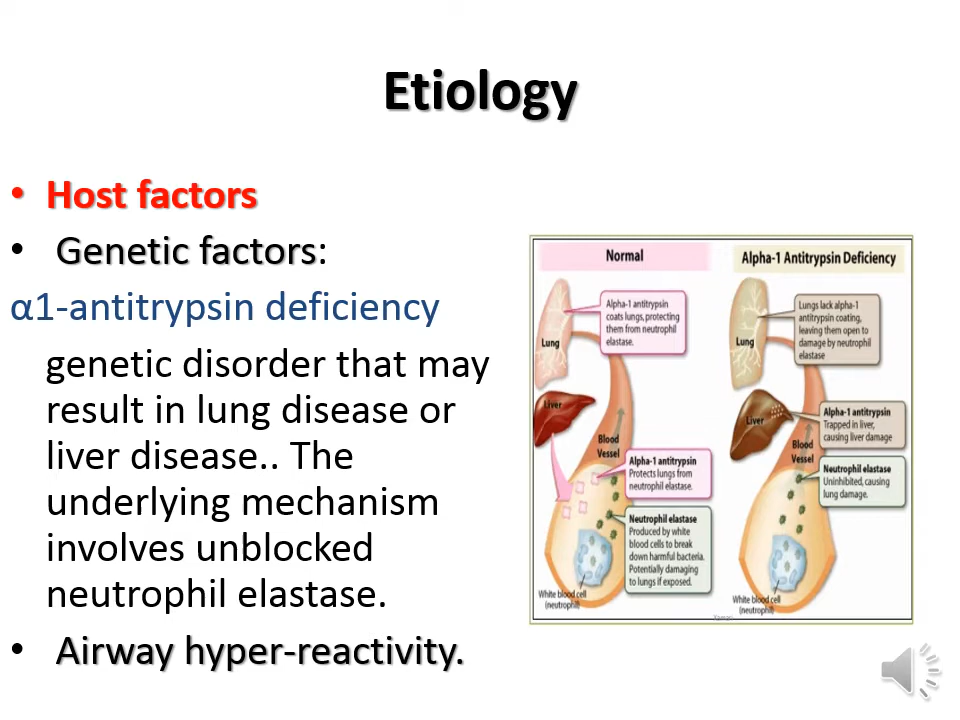 Etiology
• Host factors
• Genetic factors:
α1-antitrypsin deficiency
genetic disorder that may
result in lung disease or
liver disease.. The
underlying mechanism
involves unblocked
neutrophil elastase.
• Airway hyper-reactivity.
Normal
Alpha-1 antitrypsin
coats lungs, protecting
them from neutrophil
elastase.
Lung
Liver
Blood
Vessel
Alpha-1 antitrypsin
Protects lungs from
neutrophil elastase.
Neutrophil elastase
Produced by white
blood cells to break
down harmful bacteria.
Potentially damaging
to lungs if exposed.
White blood cell
(neutrophil)
Alpha-1 Antitrypsin Deficiency
Lungs lack alpha-1
antitrypsin coating,
leaving them open to
damage by neutrophil
elastase
Lung
Liver
Alpha-1 antitrypsin
Trapped in liver,
causing liver damage
Blood
Vessel
Neutrophil elastase
Uninhibited, causing
lung damage.
White blood cell
(neutrophil)